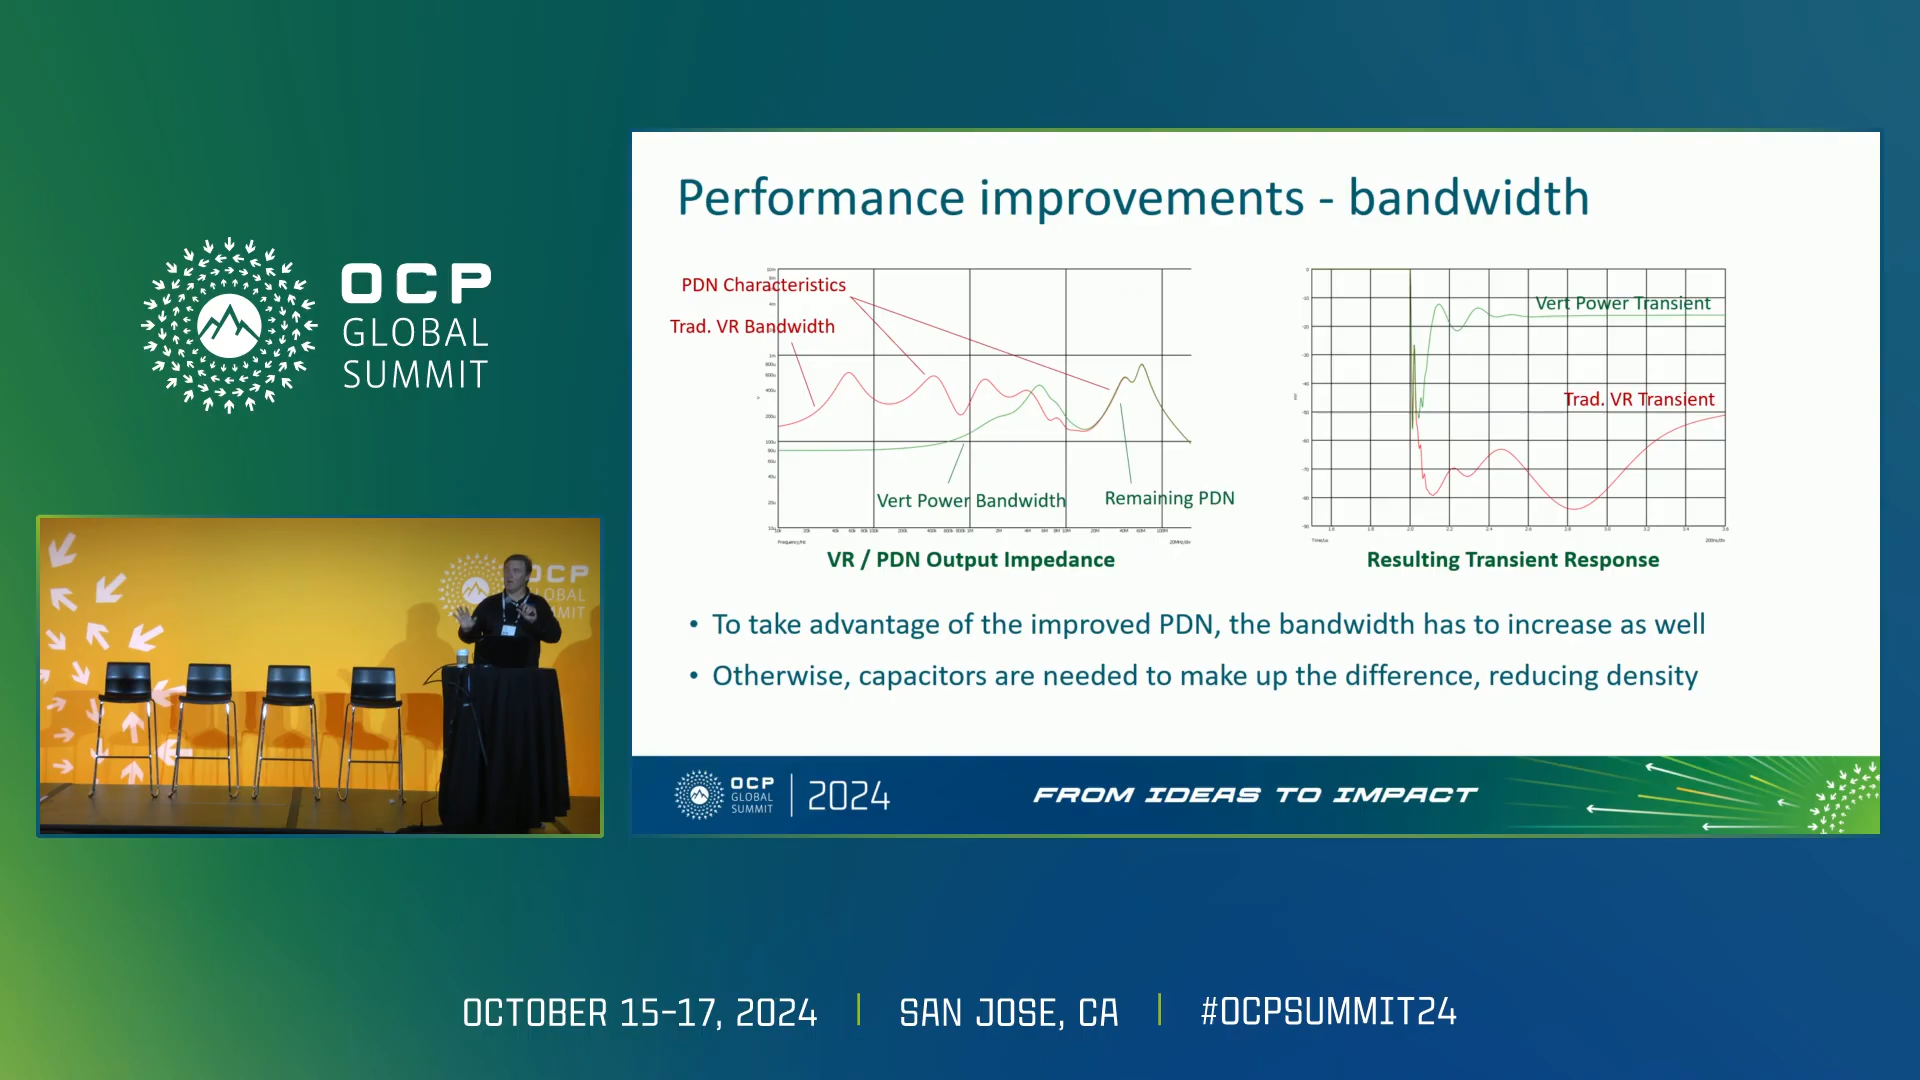 OCP
GLOBAL
SUMMIT
Performance improvements - bandwidth
PDN Characteristics
Trad. VR Bandwidth
Vert Power Bandwidth
Remaining PDN
VR / PDN Output Impedance
Vert Power Transient
Trad. VR Transient
Resulting Transient Response
• To take advantage of the improved PDN, the bandwidth has to increase as well
• Otherwise, capacitors are needed to make up the difference, reducing density
OCP
GLOBAL
SUMMIT
2024
FROM IDEAS TO IMPACT
OCP
GLOBAL
SUMMIT
OCTOBER 15-17, 2024
SAN JOSE, CA
#OCPSUMMIT24